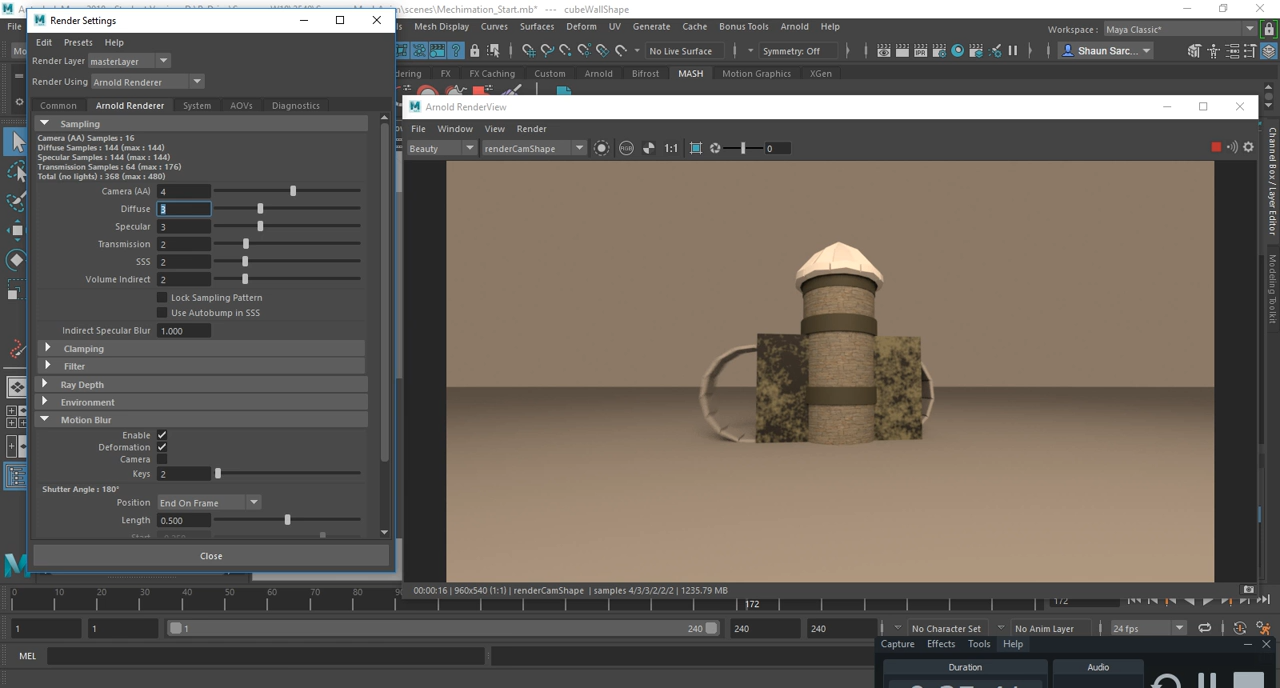 Render Settings
\scenes\Mechimation_Start.mb* --- cubeWallShape
File
Mesh Display Curves Surfaces Deform UV Generate Cache Bonus Tools Arnold Help
Workspace : Maya Classic*
Edit Presets Help
No Live Surface
Symmetry: Off
Shaun Sarc...
Render Layer masterLayer
Render Using Arnold Renderer
FX FX Caching Custom Arnold Bifrost MASH Motion Graphics XGen
Common Arnold Renderer System AOVs Diagnostics
Sampling
Camera (AA) Samples : 16
Diffuse Samples : 144 (max : 144)
Specular Samples : 144 (max : 144)
Transmission Samples : 64 (max : 176)
Total (no lights) : 368 (max : 480)
Camera (AA) 4
Diffuse 3
Specular 3
Transmission 2
SSS 2
Volume Indirect 2
Lock Sampling Pattern
Use Autobump in SSS
Indirect Specular Blur 1.000
Clamping
Filter
Ray Depth
Environment
Motion Blur
Enable
Deformation
Camera
Keys 2
Shutter Angle : 180°
Position End On Frame
Length 0.500
Close
Arnold RenderView
File Window View Render
Beauty renderCamShape 1:1 0
00:00:16 | 960x540 (1:1) | renderCamShape | samples 4/3/3/2/2/2 | 1235.79 MB
Channel Box / Layer Editor
Modeling Toolkit
0 10 20 30 40 50 60 70 80
172
172
1 1 1 240 240 240 No Character Set No Anim Layer 24 fps
MEL
Capture Effects Tools Help
Duration Audio